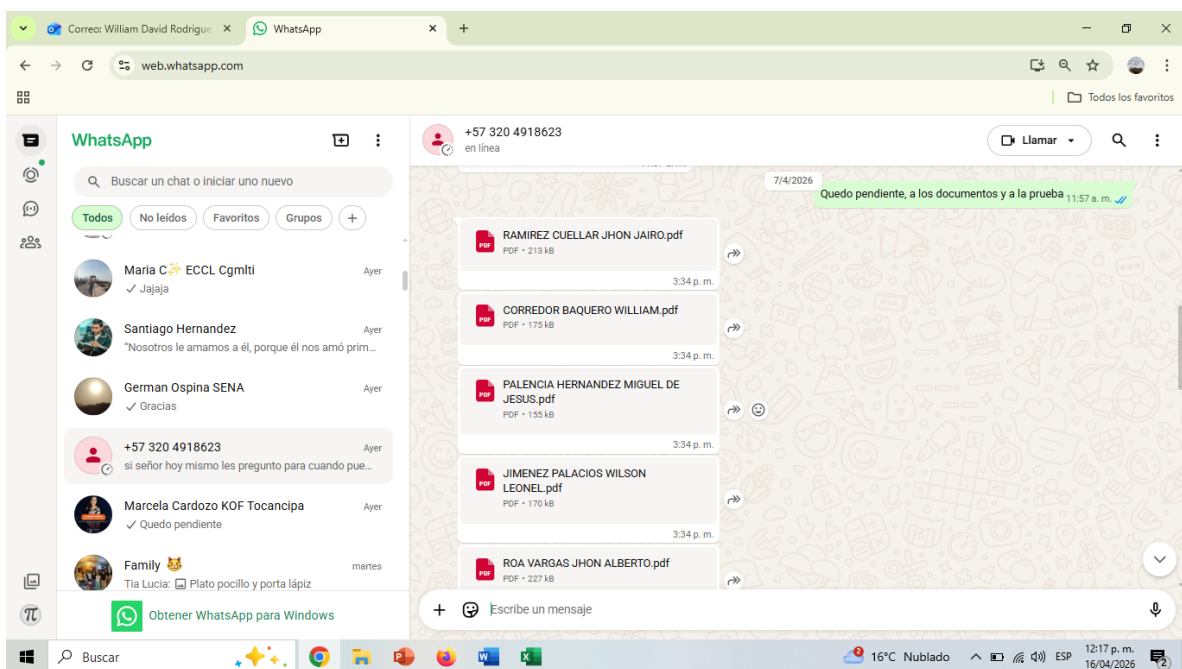 Correo: William David Rodrigue
WhatsApp
web.whatsapp.com
Todos los favoritos
WhatsApp
Buscar un chat o iniciar uno nuevo
Todos
No leídos
Favoritos
Grupos
Maria C✨ ECCL Cgmlti
Ayer
Jajaja
Santiago Hernandez
Ayer
"Nosotros le amamos a él, porque él nos amó prim...
German Ospina SENA
Ayer
Gracias
+57 320 4918623
Ayer
si señor hoy mismo les pregunto para cuando pue...
Marcela Cardozo KOF Tocancipa
Ayer
Quedo pendiente
Family 😼
martes
Tia Lucia: Plato pocillo y porta lápiz
Obtener WhatsApp para Windows
+57 320 4918623
en línea
Llamar
7/4/2026
Quedo pendiente, a los documentos y a la prueba 11:57 a. m.
PDF
RAMIREZ CUELLAR JHON JAIRO.pdf
PDF • 213 kB
3:34 p. m.
PDF
CORREDOR BAQUERO WILLIAM.pdf
PDF • 175 kB
3:34 p. m.
PDF
PALENCIA HERNANDEZ MIGUEL DE
JESUS.pdf
PDF • 155 kB
3:34 p. m.
PDF
JIMENEZ PALACIOS WILSON
LEONEL.pdf
PDF • 170 kB
3:34 p. m.
PDF
ROA VARGAS JHON ALBERTO.pdf
PDF • 227 kB
Escribe un mensaje
Buscar
16°C Nublado
ESP
12:17 p. m.
16/04/2026